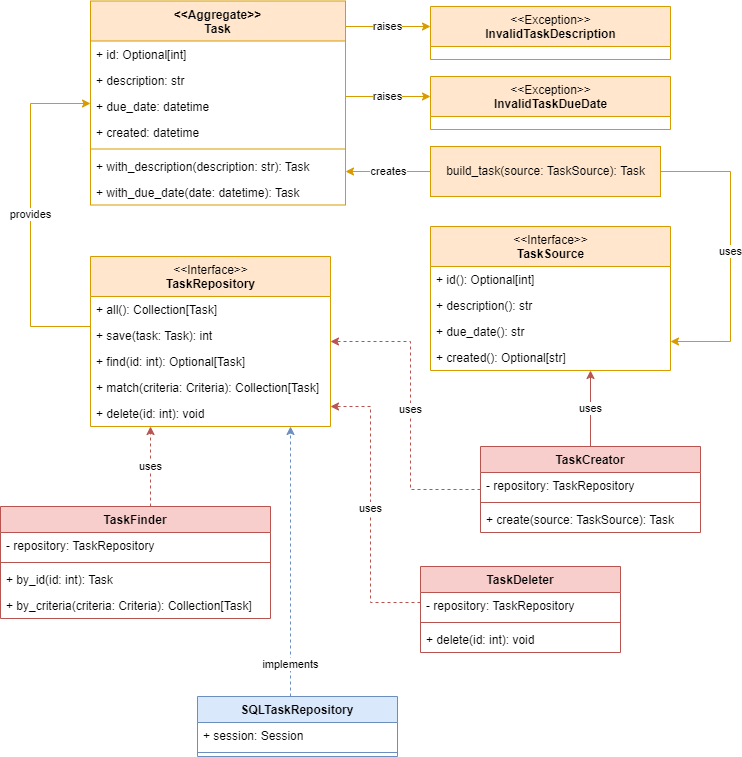 <<Aggregate>>
Task
+ id: Optional[int]
+ description: str
+ due_date: datetime
+ created: datetime
+ with_description(description: str): Task
+ with_due_date(date: datetime): Task
raises
<<Exception>>
InvalidTaskDescription
raises
<<Exception>>
InvalidTaskDueDate
creates
build_task(source: TaskSource): Task
provides
uses
<<Interface>>
TaskRepository
+ all(): Collection[Task]
+ save(task: Task): int
+ find(id: int): Optional[Task]
+ match(criteria: Criteria): Collection[Task]
+ delete(id: int): void
<<Interface>>
TaskSource
+ id(): Optional[int]
+ description(): str
+ due_date(): str
+ created(): Optional[str]
uses
uses
uses
uses
TaskCreator
- repository: TaskRepository
+ create(source: TaskSource): Task
TaskFinder
- repository: TaskRepository
+ by_id(id: int): Task
+ by_criteria(criteria: Criteria): Collection[Task]
TaskDeleter
- repository: TaskRepository
+ delete(id: int): void
implements
SQLTaskRepository
+ session: Session